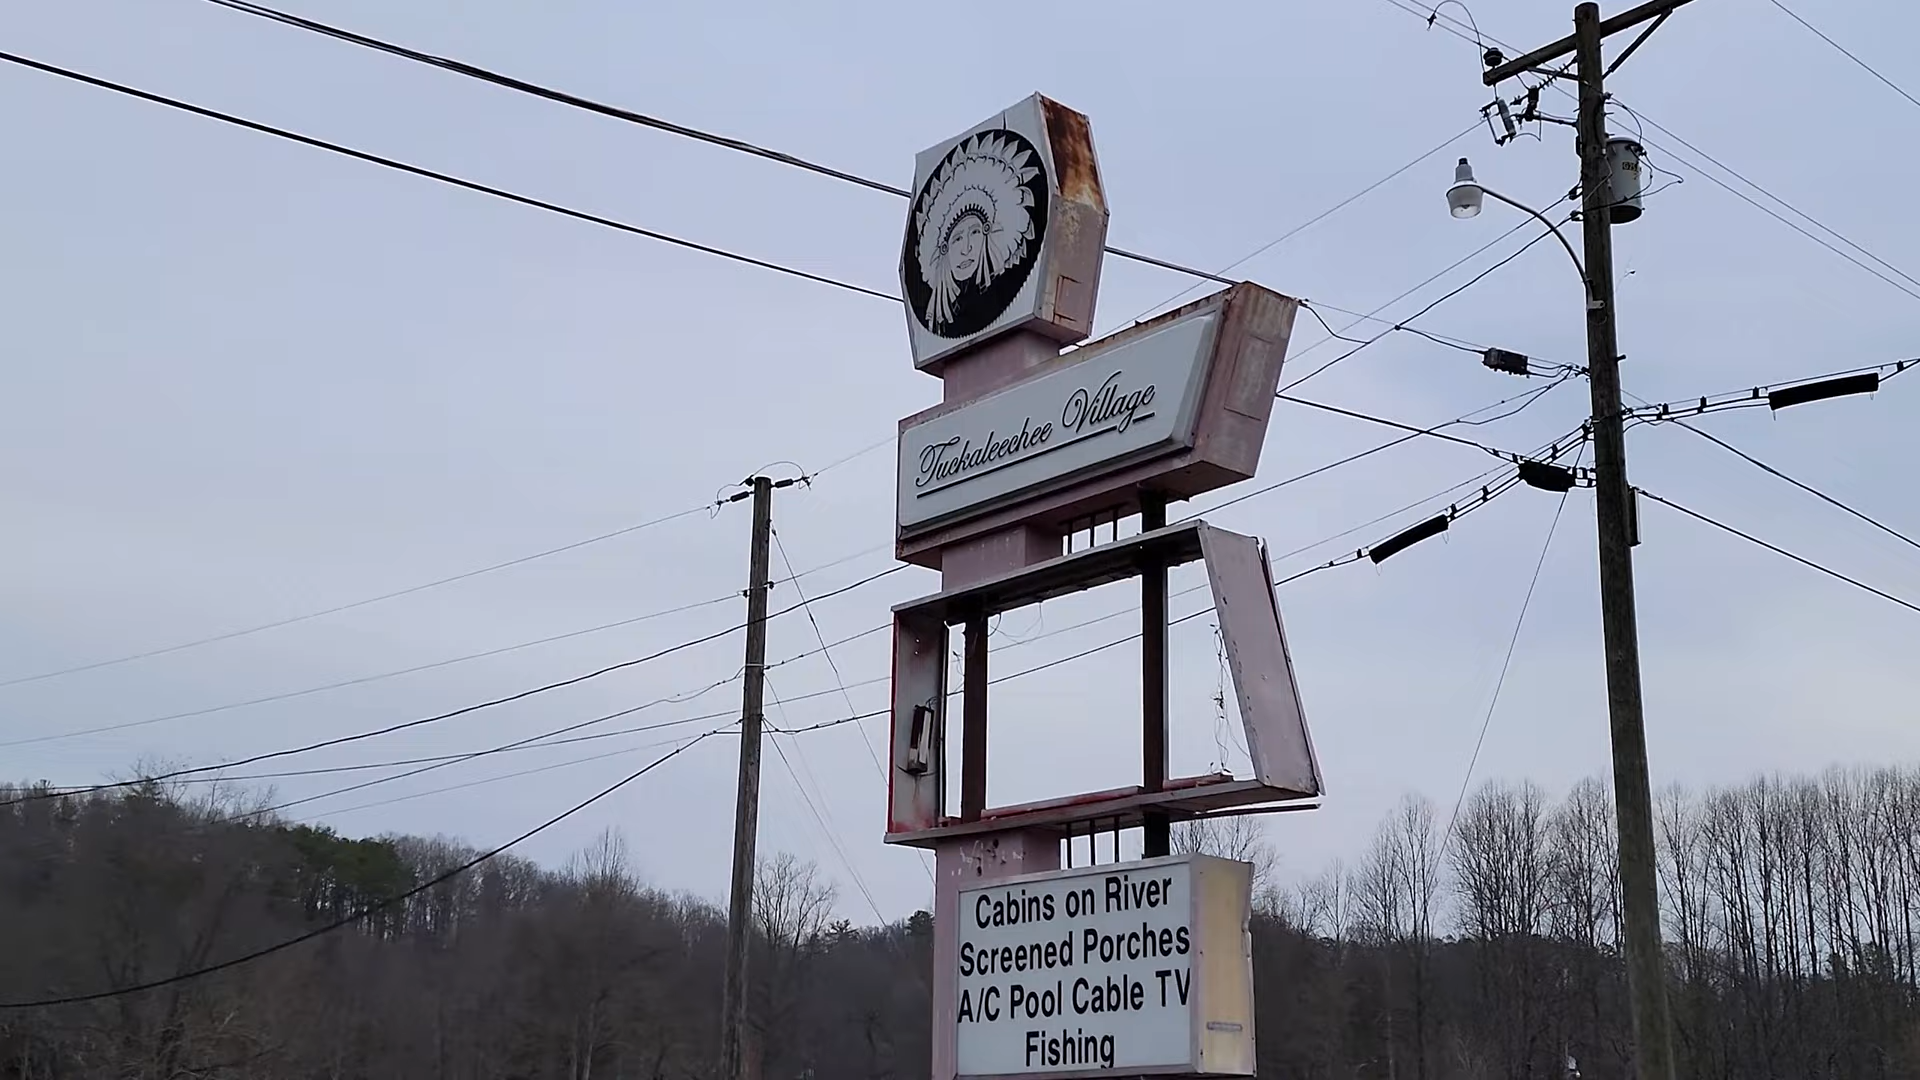 Tuckaleechee Village
Cabins on River
Screened Porches
A/C Pool Cable TV
Fishing